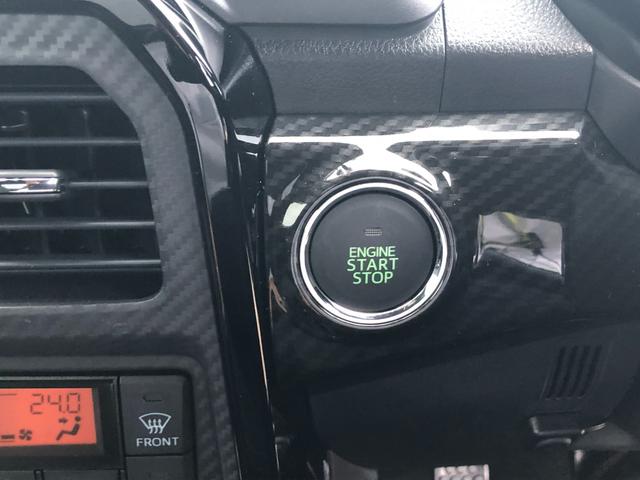 ENGINE
START
STOP
24.0
FRONT